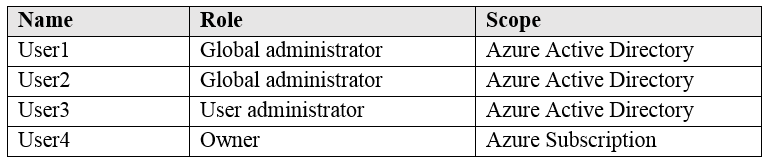 Name Role Scope
User1 Global administrator Azure Active Directory
User2 Global administrator Azure Active Directory
User3 User administrator Azure Active Directory
User4 Owner Azure Subscription